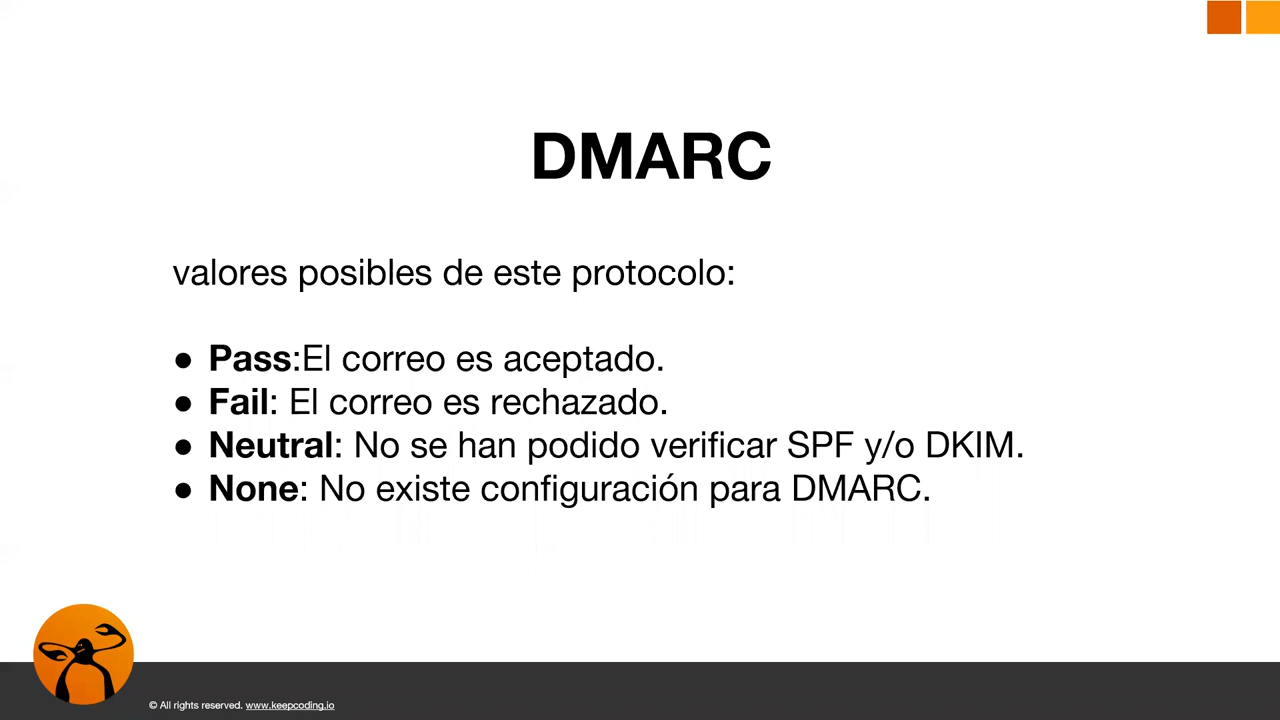 DMARC
valores posibles de este protocolo:
● Pass:El correo es aceptado.
● Fail: El correo es rechazado.
● Neutral: No se han podido verificar SPF y/o DKIM.
● None: No existe configuración para DMARC.
© All rights reserved. www.keepcoding.io